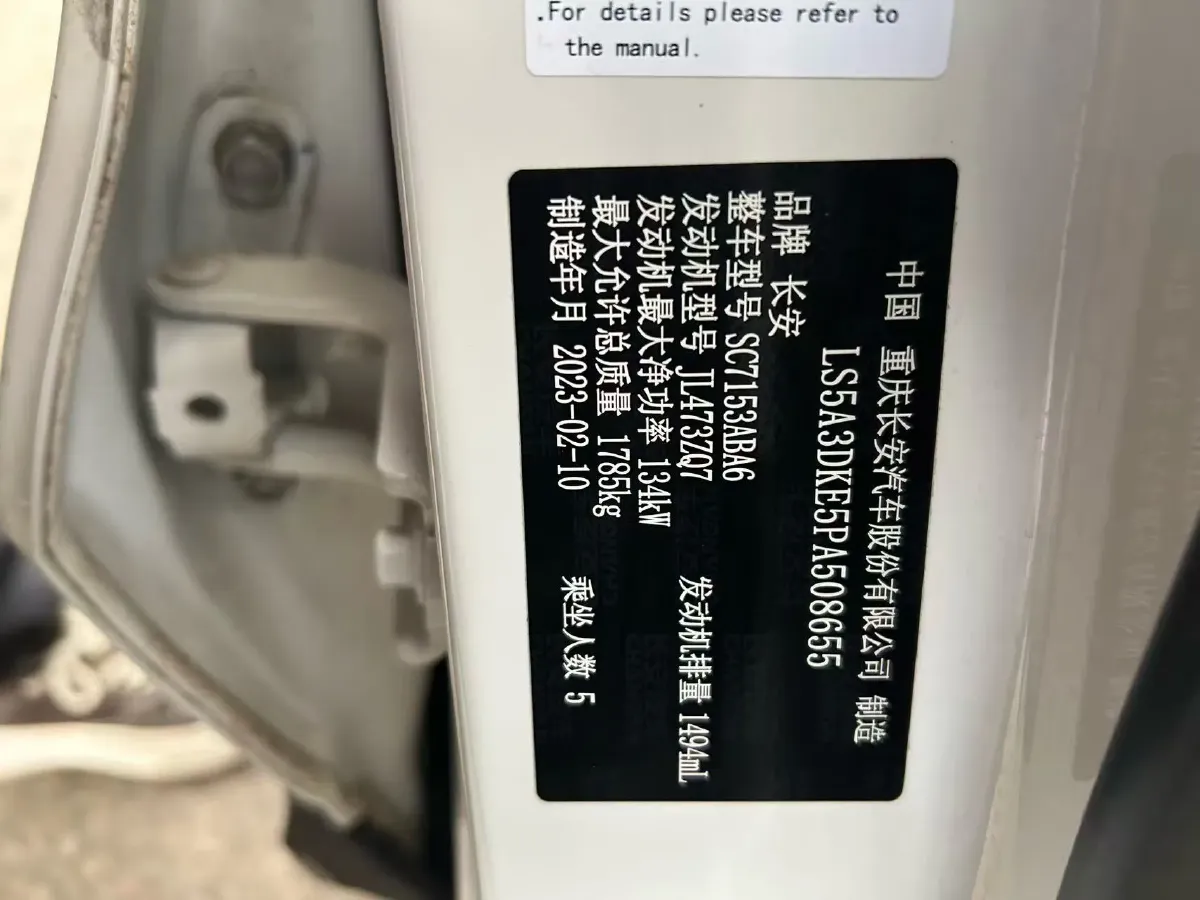 .For details please refer to
the manual.
中国 重庆长安汽车股份有限公司 制造
LS5A3DKE5PA508655
品牌 长安
整车型号 SC7153ABA6
发动机型号 JL473ZQ7 发动机排量 1494mL
发动机最大净功率 134kW
最大允许总质量 1785kg
制造年月 2023-02-10 乘坐人数 5